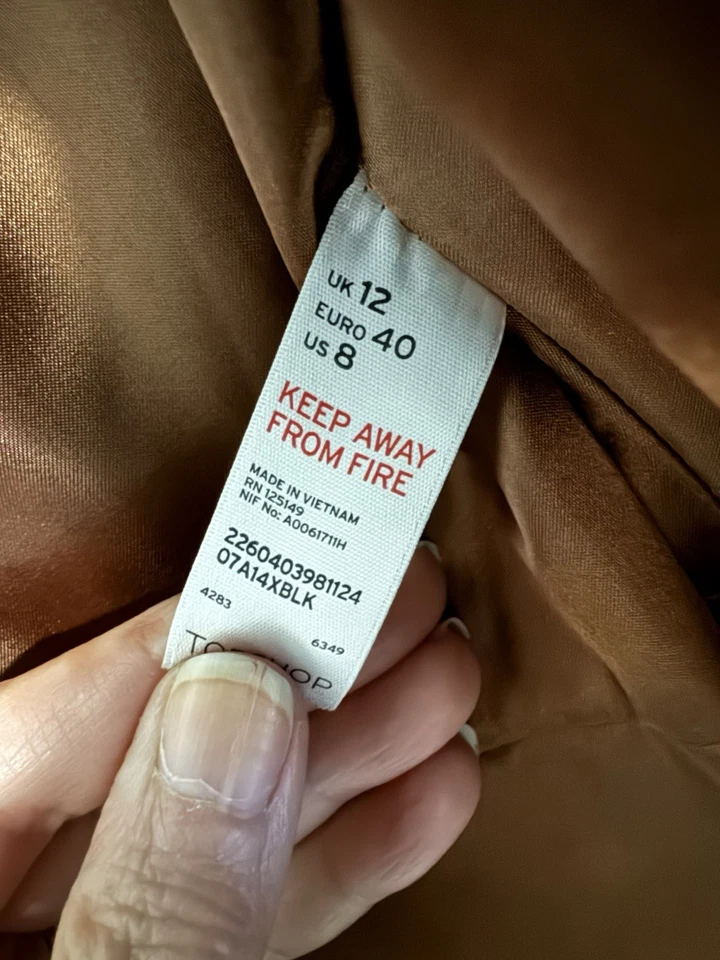 UK 12
EURO 40
US 8
KEEP AWAY
FROM FIRE
MADE IN VIETNAM
RN 125149
NIF No: A0061711H
2260403981124
07A14XBLK
4283
6349